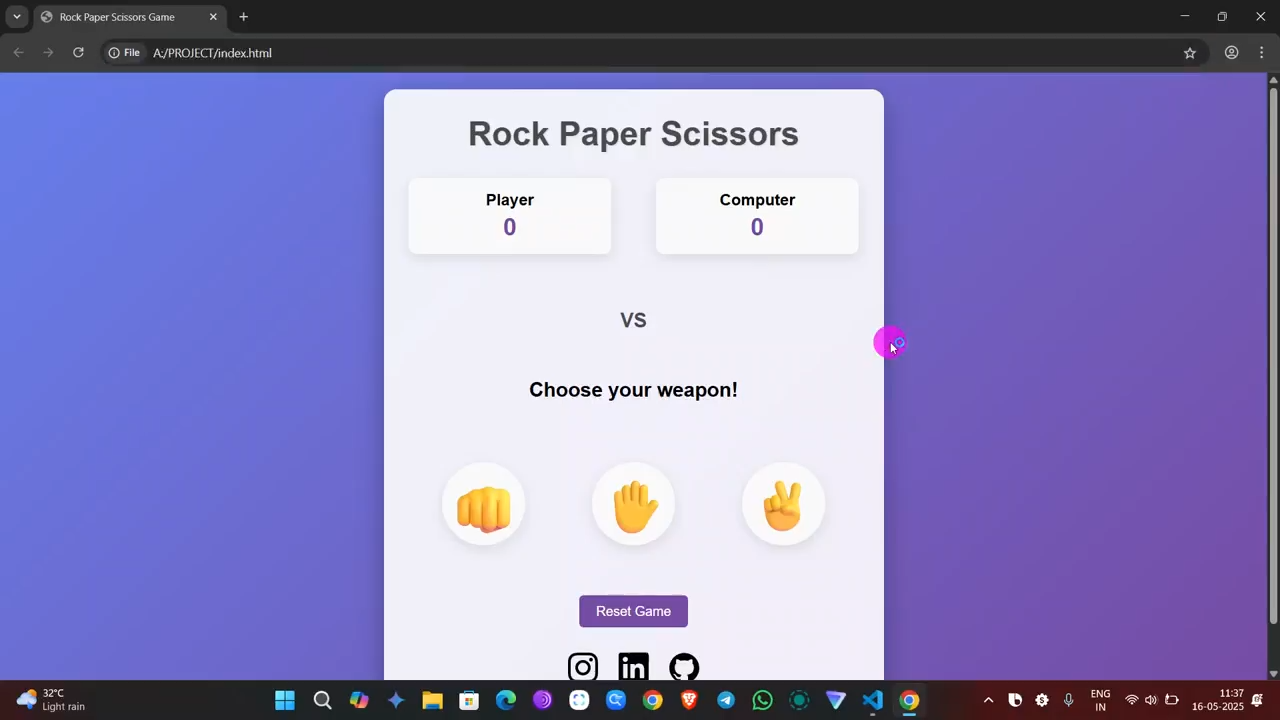 Rock Paper Scissors Game
File
A:/PROJECT/index.html
Rock Paper Scissors
Player
0
Computer
0
VS
Choose your weapon!
Reset Game
in
32°C
Light rain
ENG
IN
11:37
16-05-2025